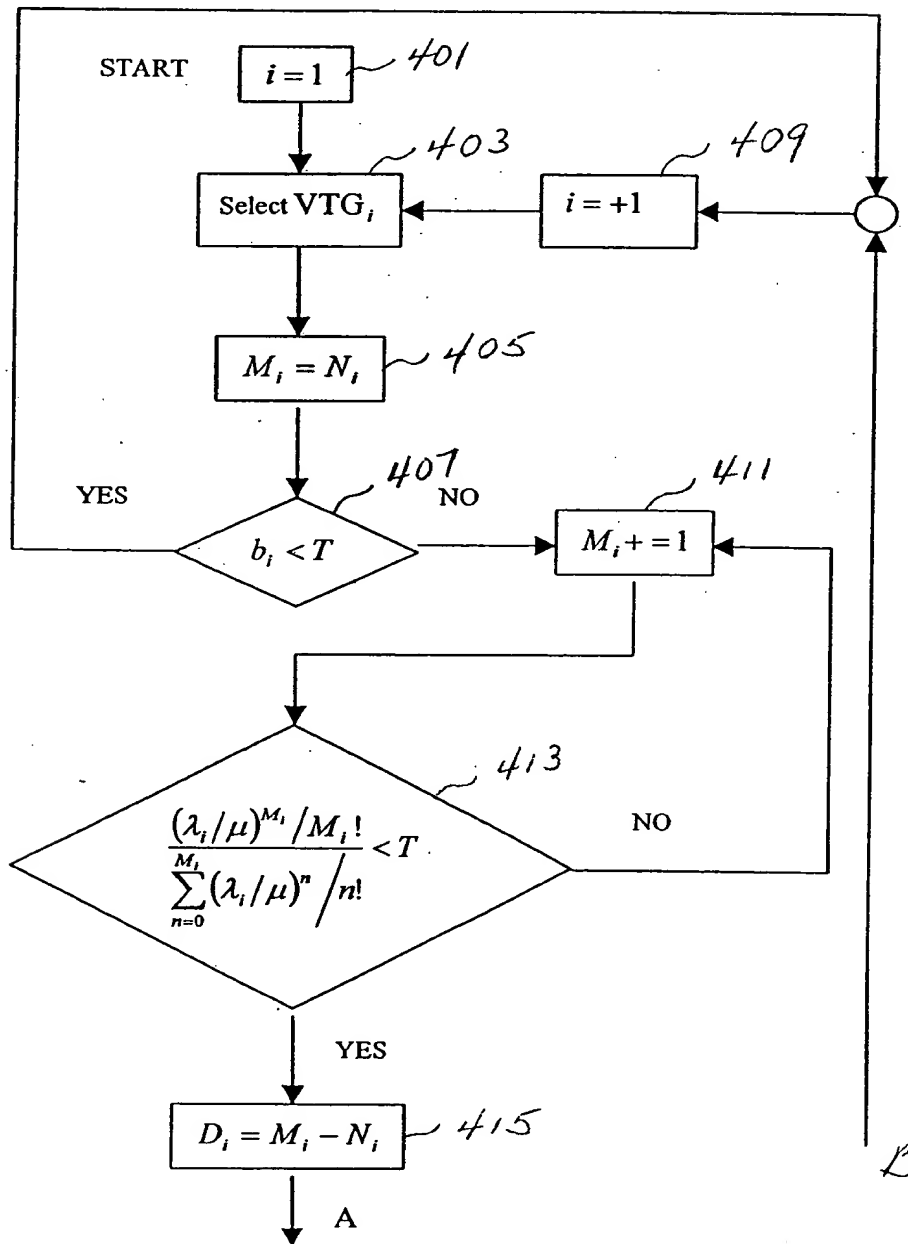 START
i = 1
401
403
409
Select VTG_i
i = +1
M_i = N_i
405
407
YES
NO
411
b_i < T
M_i + = 1
413
(λ_i/μ)^{M_i} / M_i !
< T
NO
M_i
∑ (λ_i/μ)^n / n!
n=0
YES
D_i = M_i − N_i
415
A